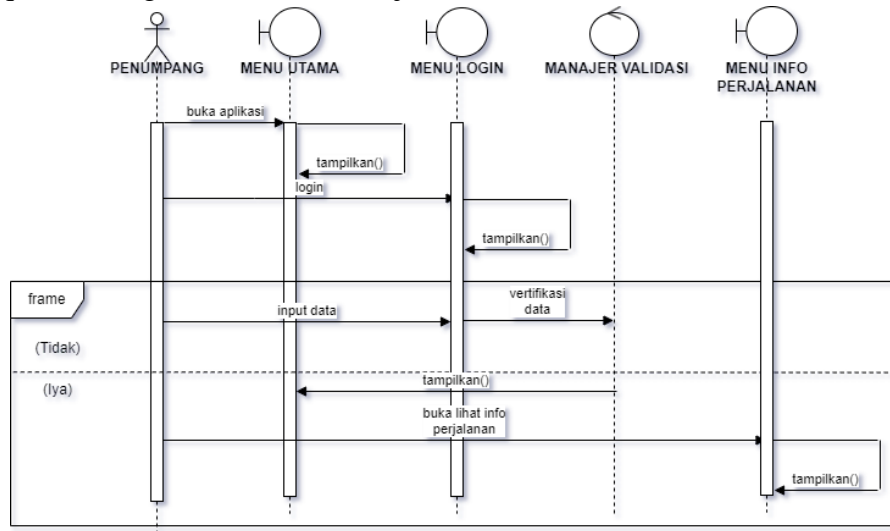 PENUMPANG
MENU UTAMA
MENU LOGIN
MANAJER VALIDASI
MENU INFO
PERJALANAN
buka aplikasi
tampilkan()
login
tampilkan()
frame
vertifikasi
data
input data
(Tidak)
(Iya)
tampilkan()
buka lihat info
perjalanan
tampilkan()